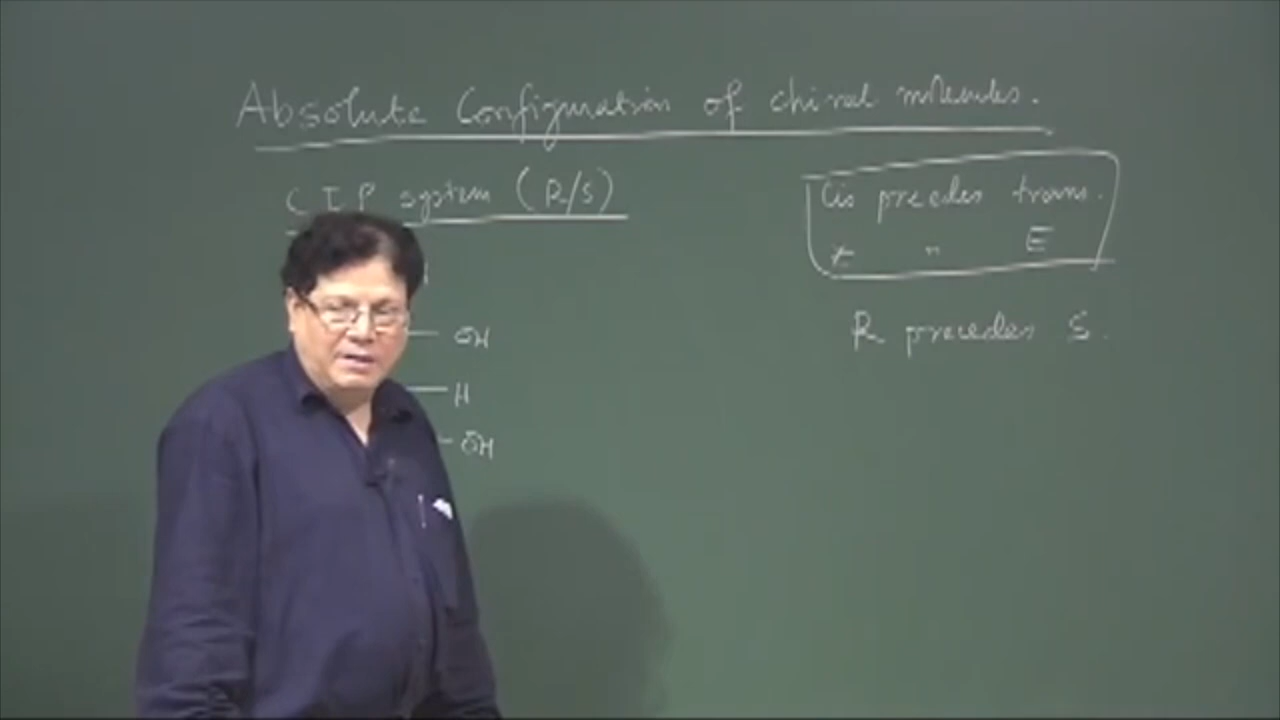 Absolute Configuration of chiral molecules.
CIP system (R/S)
Cis precedes trans.
Z " E
R precedes S.
OH
H
OH